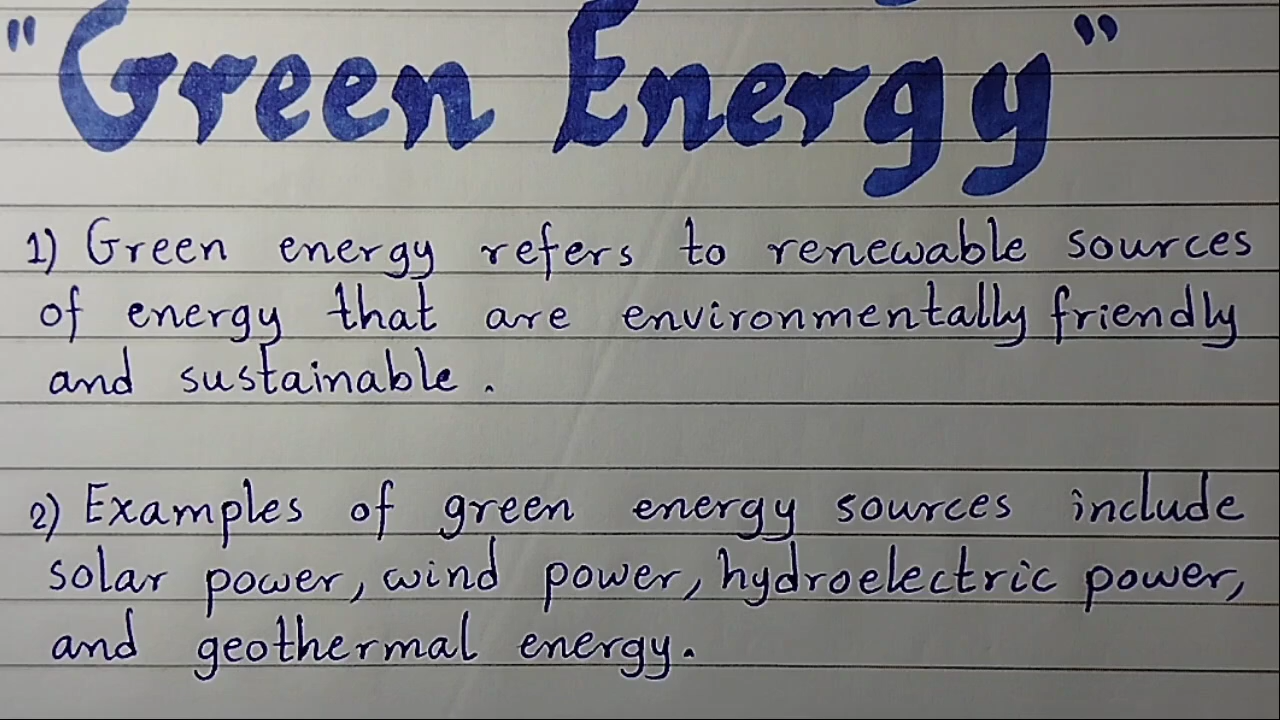 "Green Energy"
1) Green energy refers to renewable sources
of energy that are environmentally friendly
and sustainable.
2) Examples of green energy sources include
solar power, wind power, hydroelectric power,
and geothermal energy.